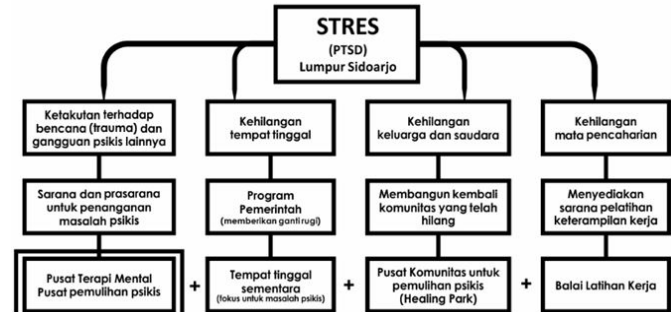 STRES
(PTSD)
Lumpur Sidoarjo
Ketakutan terhadap
bencana (trauma) dan
gangguan psikis lainnya
Kehilangan
tempat tinggal
Kehilangan
keluarga dan saudara
Kehilangan
mata pencaharian
Sarana dan prasarana
untuk penanganan
masalah psikis
Program
Pemerintah
(memberikan ganti rugi)
Membangun kembali
komunitas yang telah
hilang
Menyediakan
sarana pelatihan
keterampilan kerja
Pusat Terapi Mental
Pusat pemulihan psikis
+
Tempat tinggal
sementara
(fokus untuk masalah psikis)
+
Pusat Komunitas untuk
pemulihan psikis
(Healing Park)
+
Balai Latihan Kerja